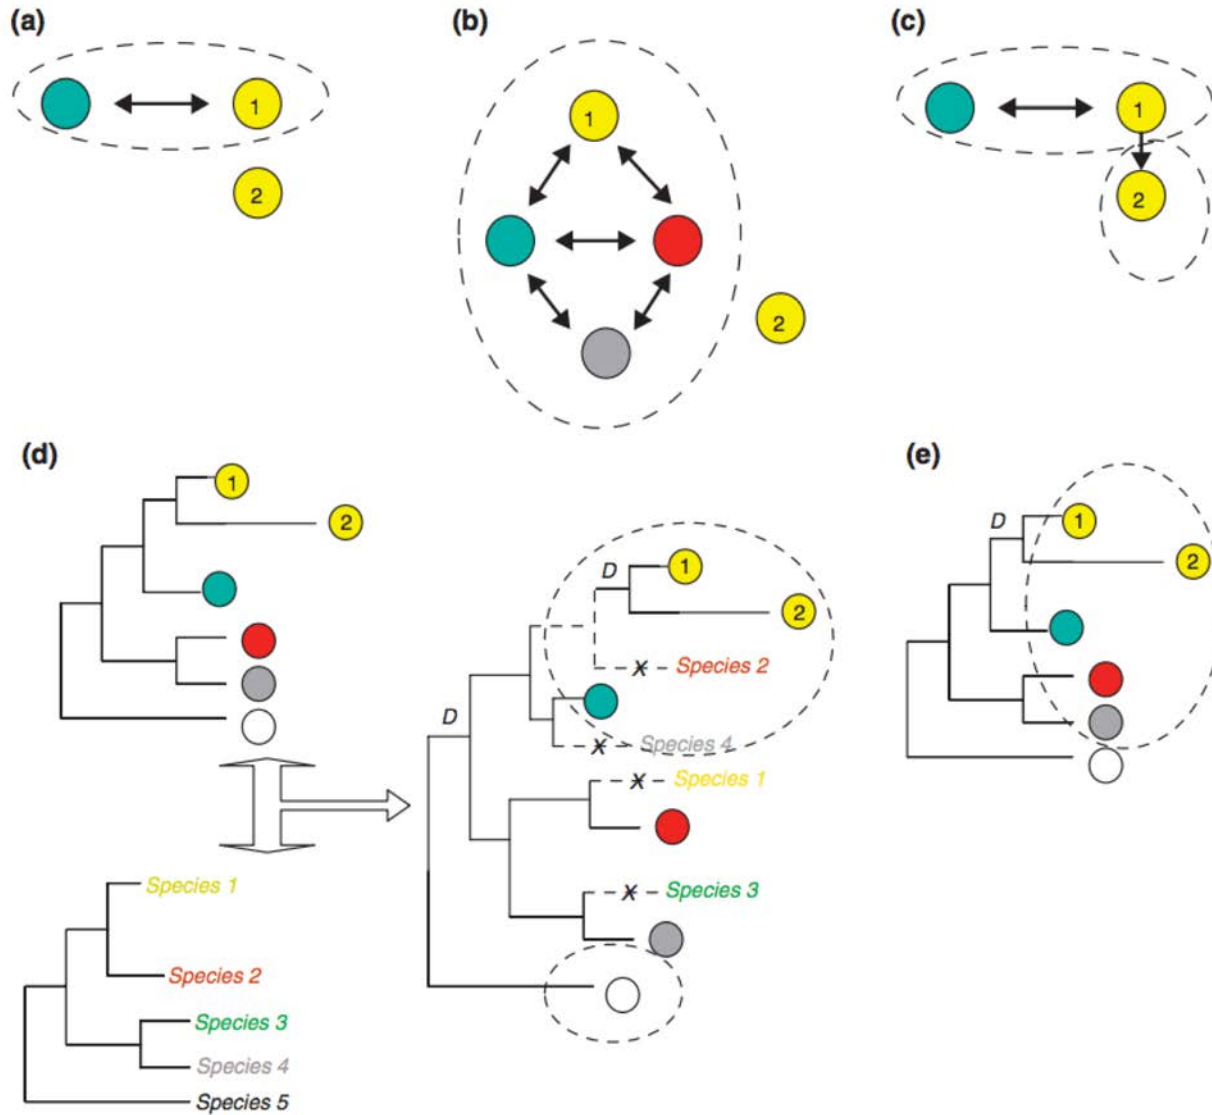 (a)
1
2
(b)
1
2
(c)
1
2
(d)
1
2
D
1
2
X
Species 2
D
X
Species 4
X
Species 1
X
Species 3
Species 1
Species 2
Species 3
Species 4
Species 5
(e)
D
1
2